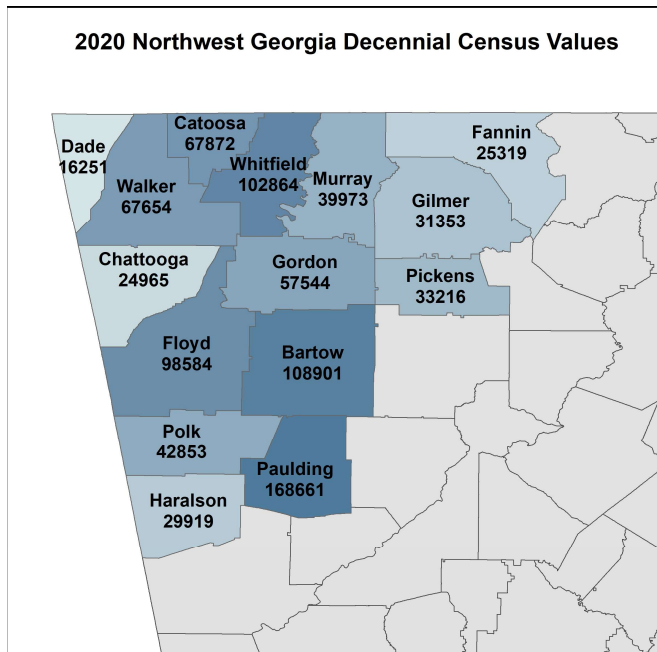 2020 Northwest Georgia Decennial Census Values
Dade
16251
Catoosa
67872
Walker
67654
Whitfield
102864
Murray
39973
Fannin
25319
Gilmer
31353
Chattooga
24965
Gordon
57544
Pickens
33216
Floyd
98584
Bartow
108901
Polk
42853
Paulding
168661
Haralson
29919